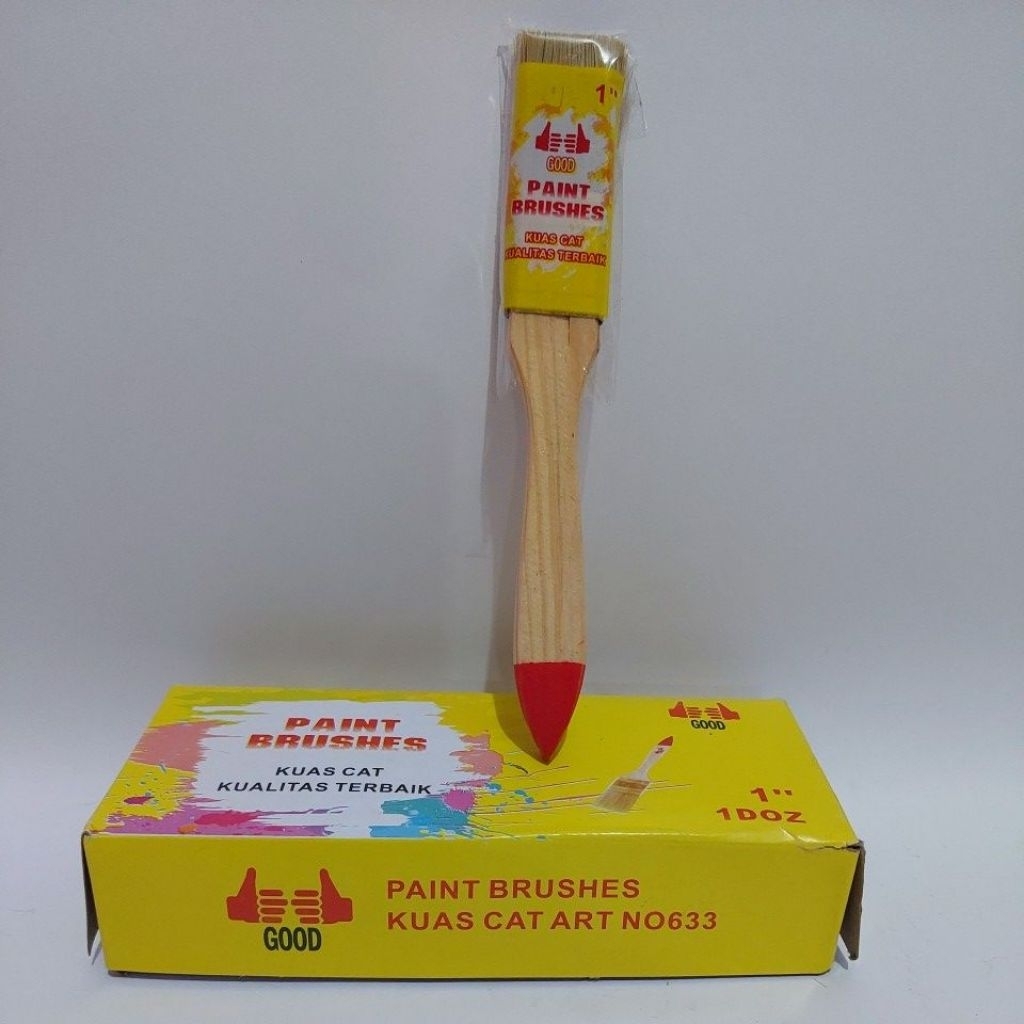 1"
GOOD
PAINT
BRUSHES
KUAS CAT
KUALITAS TERBAIK
PAINT
BRUSHES
KUAS CAT
KUALITAS TERBAIK
GOOD
1"
1DOZ
GOOD
PAINT BRUSHES
KUAS CAT ART NO633